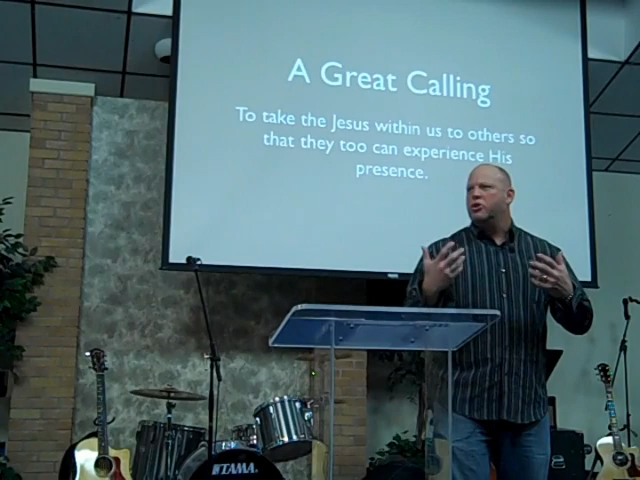 A Great Calling
To take the Jesus within us to others so
that they too can experience His
presence.
TAMA